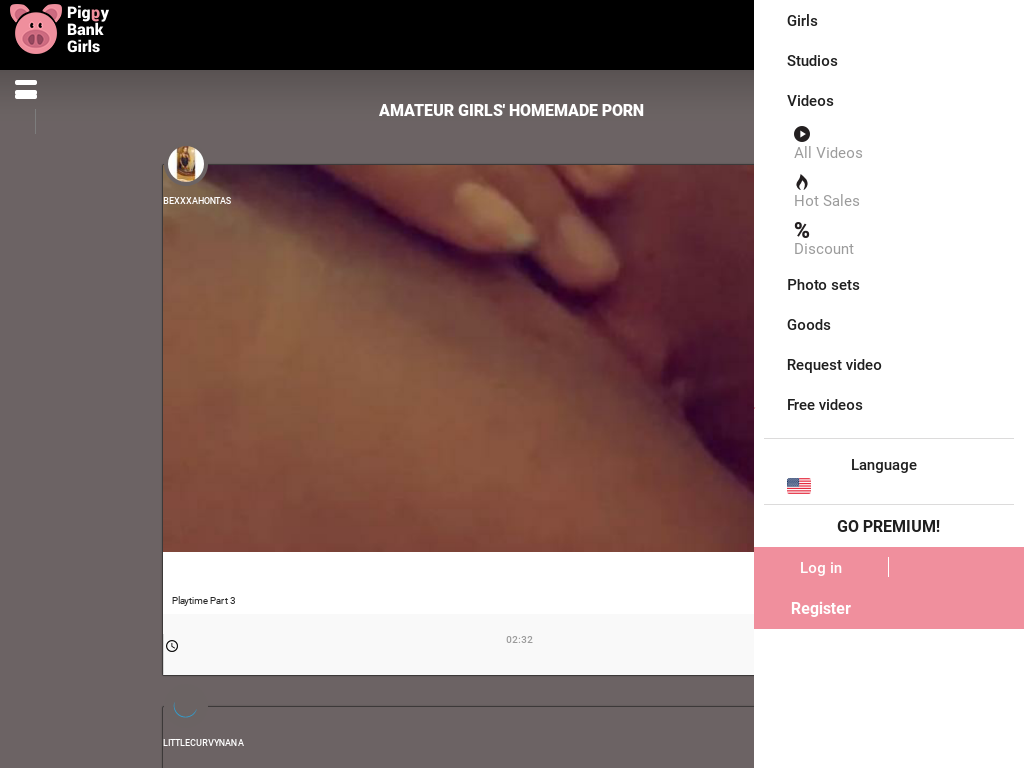 Piggy
Bank
Girls
AMATEUR GIRLS' HOMEMADE PORN
BEXXXAHONTAS
Playtime Part 3
02:32
LITTLECURVYNANA
Girls
Studios
Videos
All Videos
Hot Sales
%
Discount
Photo sets
Goods
Request video
Free videos
Language
GO PREMIUM!
Log in
Register